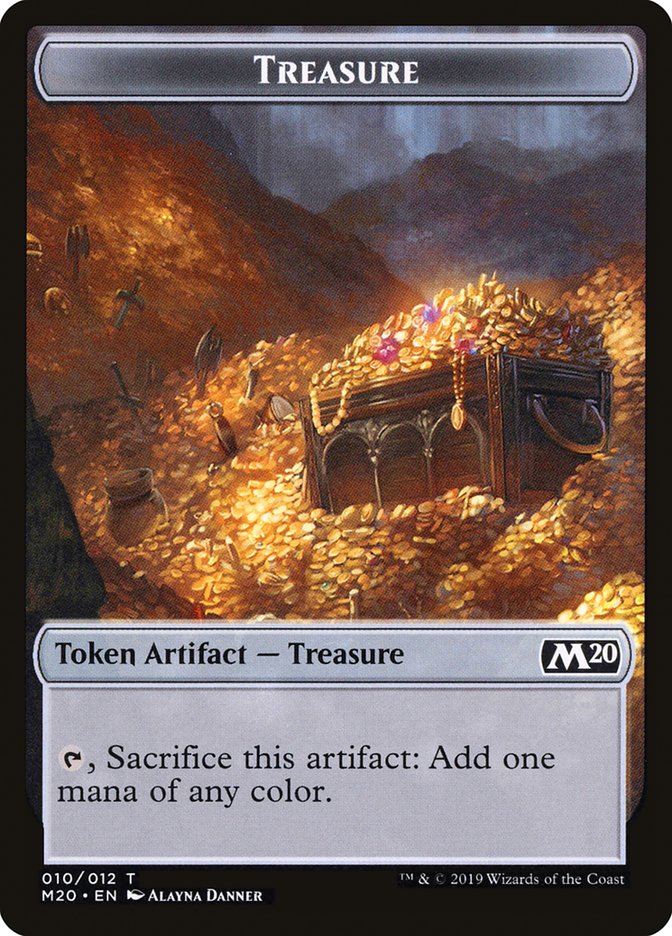 TREASURE
Token Artifact — Treasure
M20
, Sacrifice this artifact: Add one
mana of any color.
010/012 T
M20 • EN ALAYNA DANNER
™ & © 2019 Wizards of the Coast